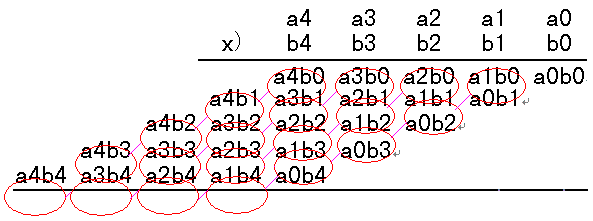 a4 a3 a2 a1 a0
x) b4 b3 b2 b1 b0
a4b0 a3b0 a2b0 a1b0 a0b0
a4b1 a3b1 a2b1 a1b1 a0b1
a4b2 a3b2 a2b2 a1b2 a0b2
a4b3 a3b3 a2b3 a1b3 a0b3
a4b4 a3b4 a2b4 a1b4 a0b4